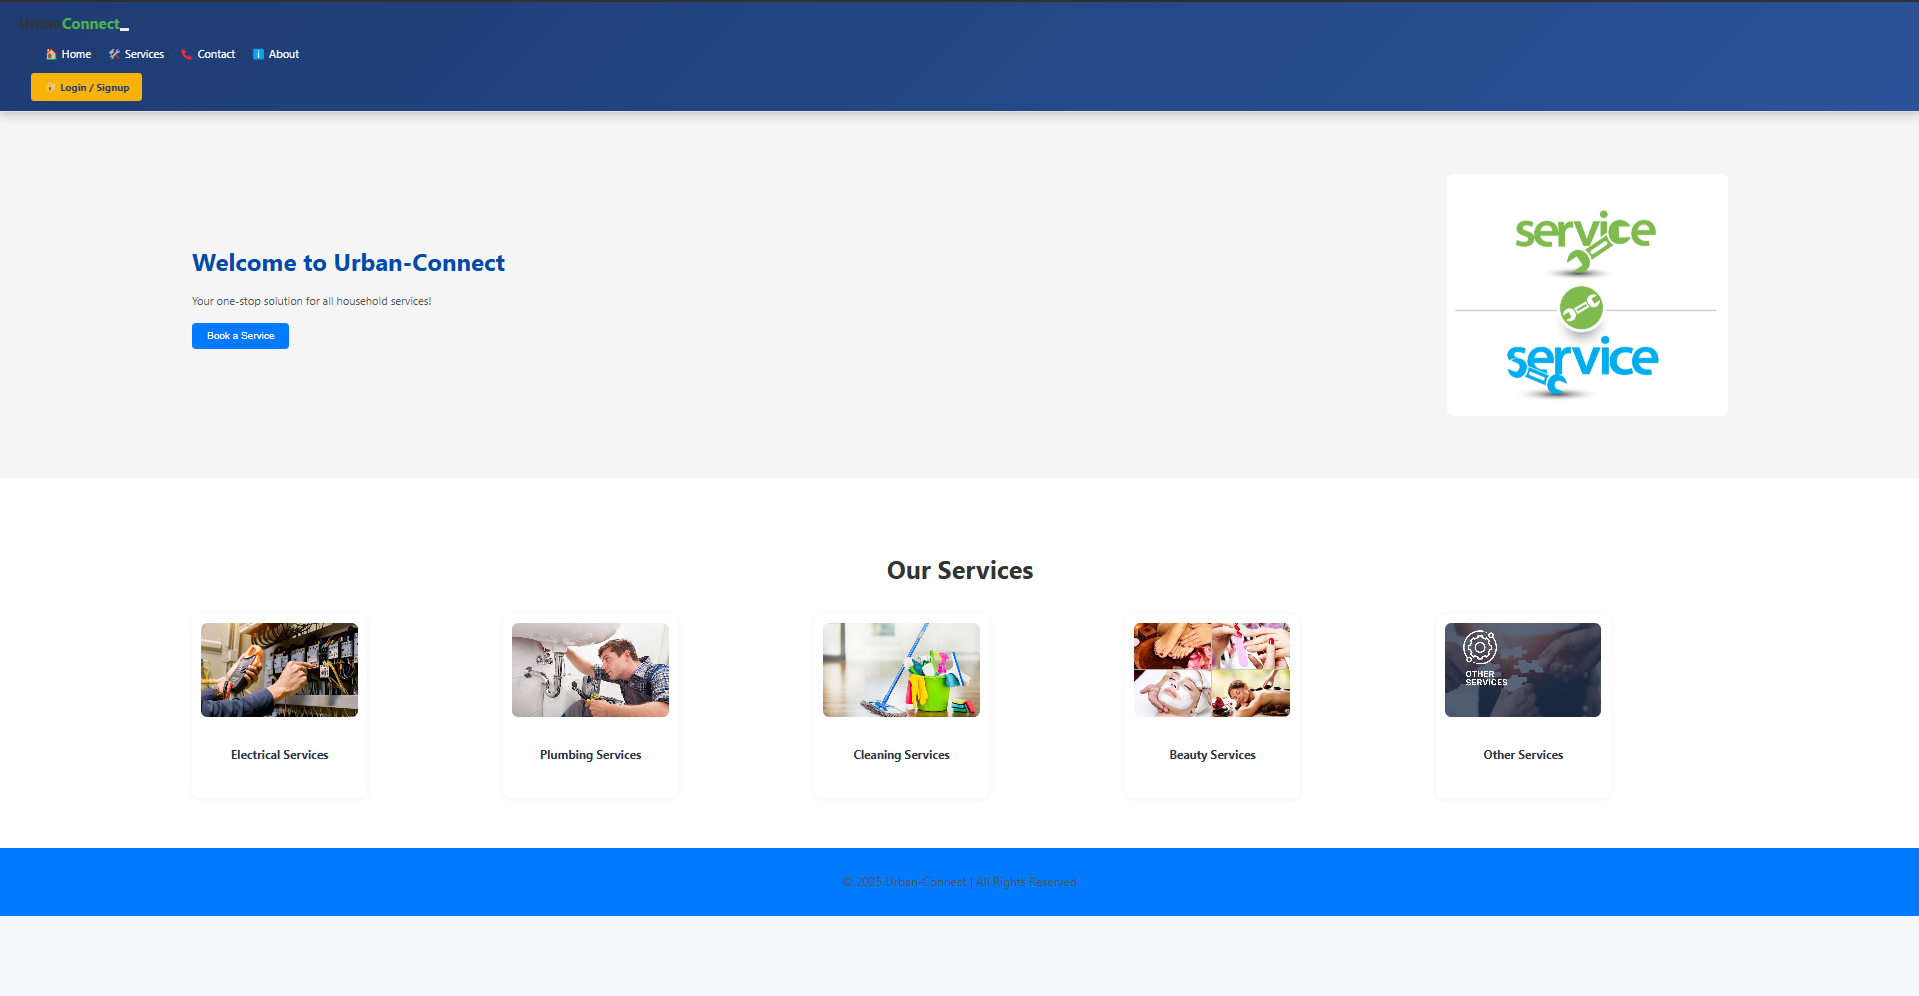 UrbanConnect_
🏠 Home 🛠️ Services 📞 Contact ℹ️ About
🔐 Login / Signup
Welcome to Urban-Connect
Your one-stop solution for all household services!
Book a Service
service
service
Our Services
OTHER
SERVICES
Electrical Services
Plumbing Services
Cleaning Services
Beauty Services
Other Services
© 2025 Urban-Connect | All Rights Reserved